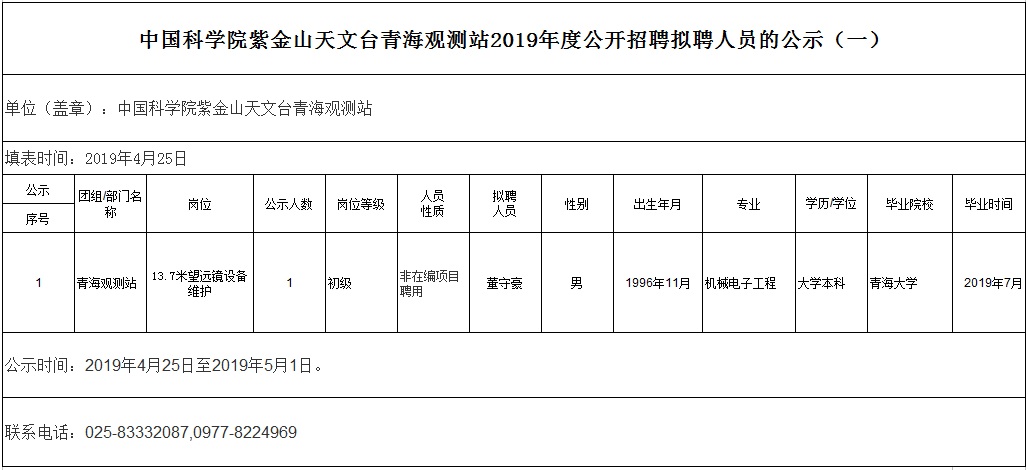 中国科学院紫金山天文台青海观测站2019年度公开招聘拟聘人员的公示（一）
单位（盖章）：中国科学院紫金山天文台青海观测站
填表时间：2019年4月25日
公示
序号
团组/部门名
称
岗位
公示人数
岗位等级
人员
性质
拟聘
人员
性别
出生年月
专业
学历/学位
毕业院校
毕业时间
1
青海观测站
13.7米望远镜设备
维护
1
初级
非在编项目
聘用
董守豪
男
1996年11月
机械电子工程
大学本科
青海大学
2019年7月
公示时间：2019年4月25日至2019年5月1日。
联系电话：025-83332087,0977-8224969